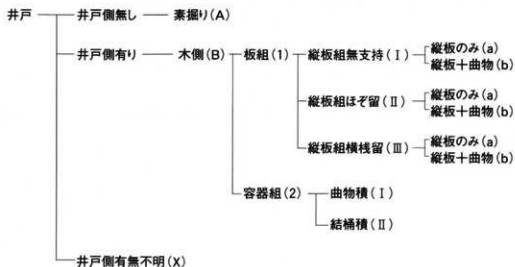 井戸 井戸側無し 素掘り(A)
井戸側有り 木側(B) 板組(1) 縦板組無支持(Ⅰ) 縦板のみ(a)
縦板十曲物(b)
縦板組ほぞ留(Ⅱ) 縦板のみ(a)
縦板十曲物(b)
縦板組横桟留(Ⅲ) 縦板のみ(a)
縦板十曲物(b)
容器組(2) 曲物積(Ⅰ)
結桶積(Ⅱ)
井戸側有無不明(X)